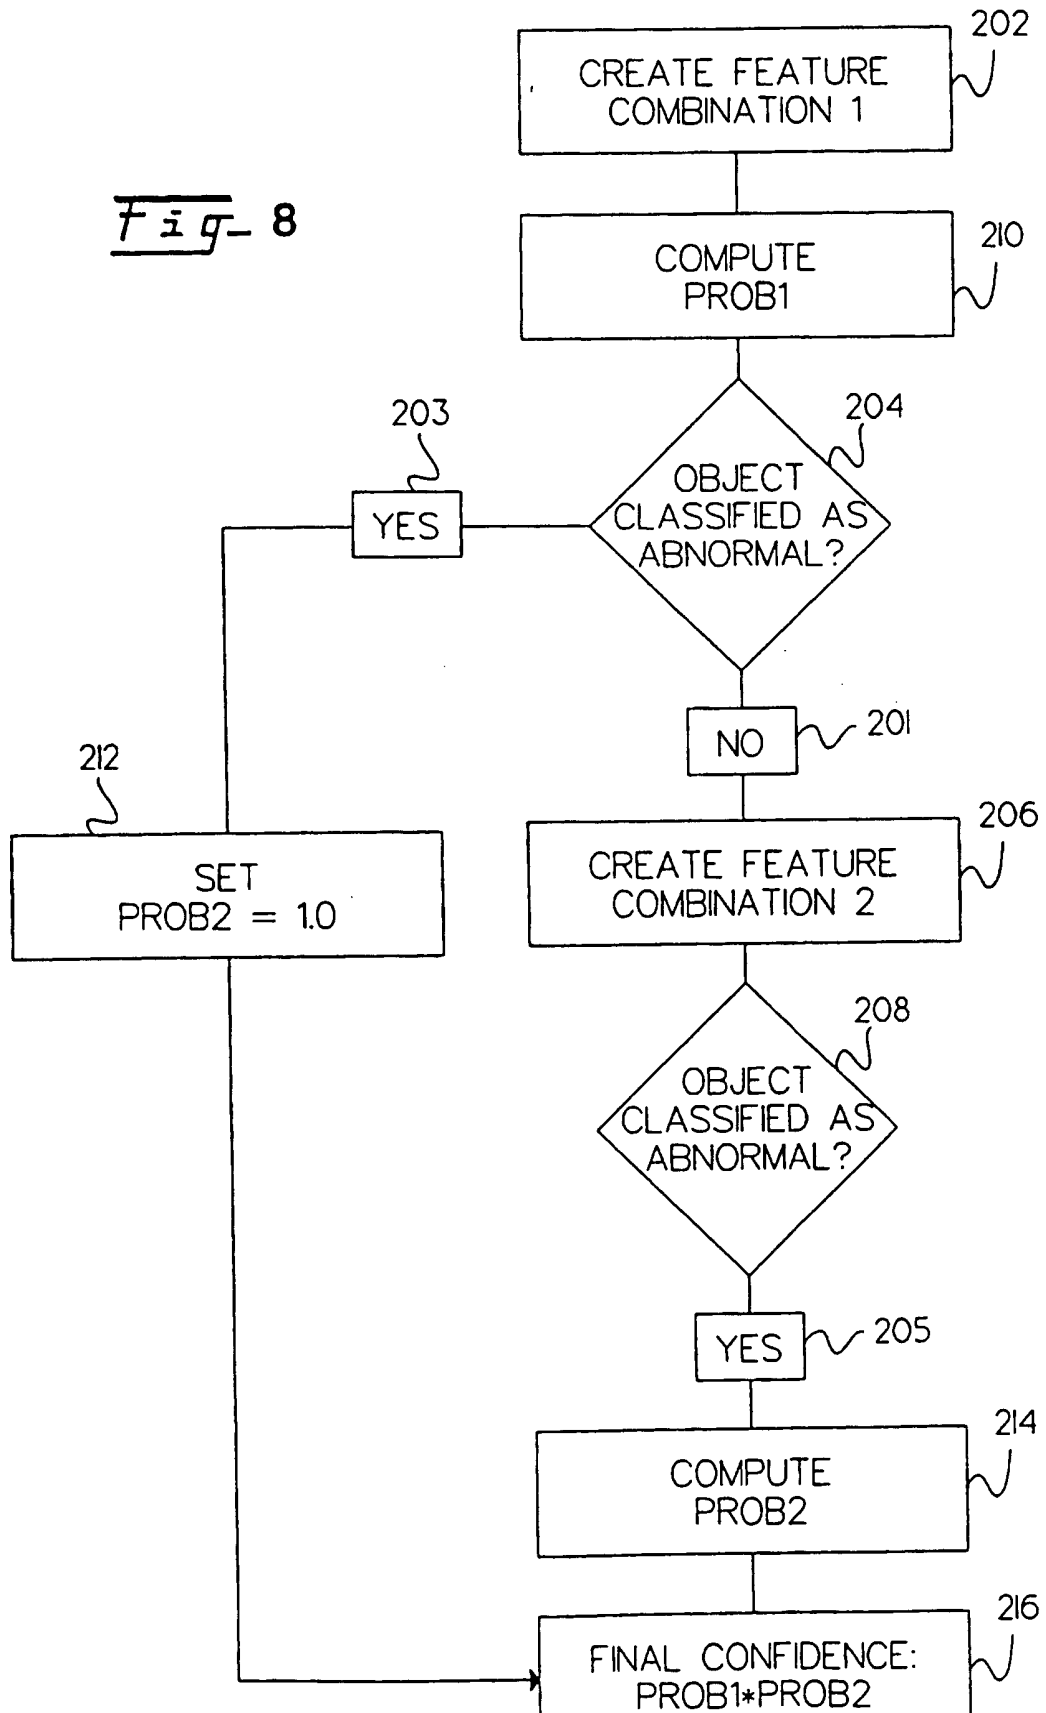 202
CREATE FEATURE
COMBINATION 1
Fig- 8
210
COMPUTE
PROB1
203
204
YES
OBJECT
CLASSIFIED AS
ABNORMAL?
NO
201
212
SET
PROB2 = 1.0
206
CREATE FEATURE
COMBINATION 2
208
OBJECT
CLASSIFIED AS
ABNORMAL?
YES
205
214
COMPUTE
PROB2
216
FINAL CONFIDENCE:
PROB1*PROB2